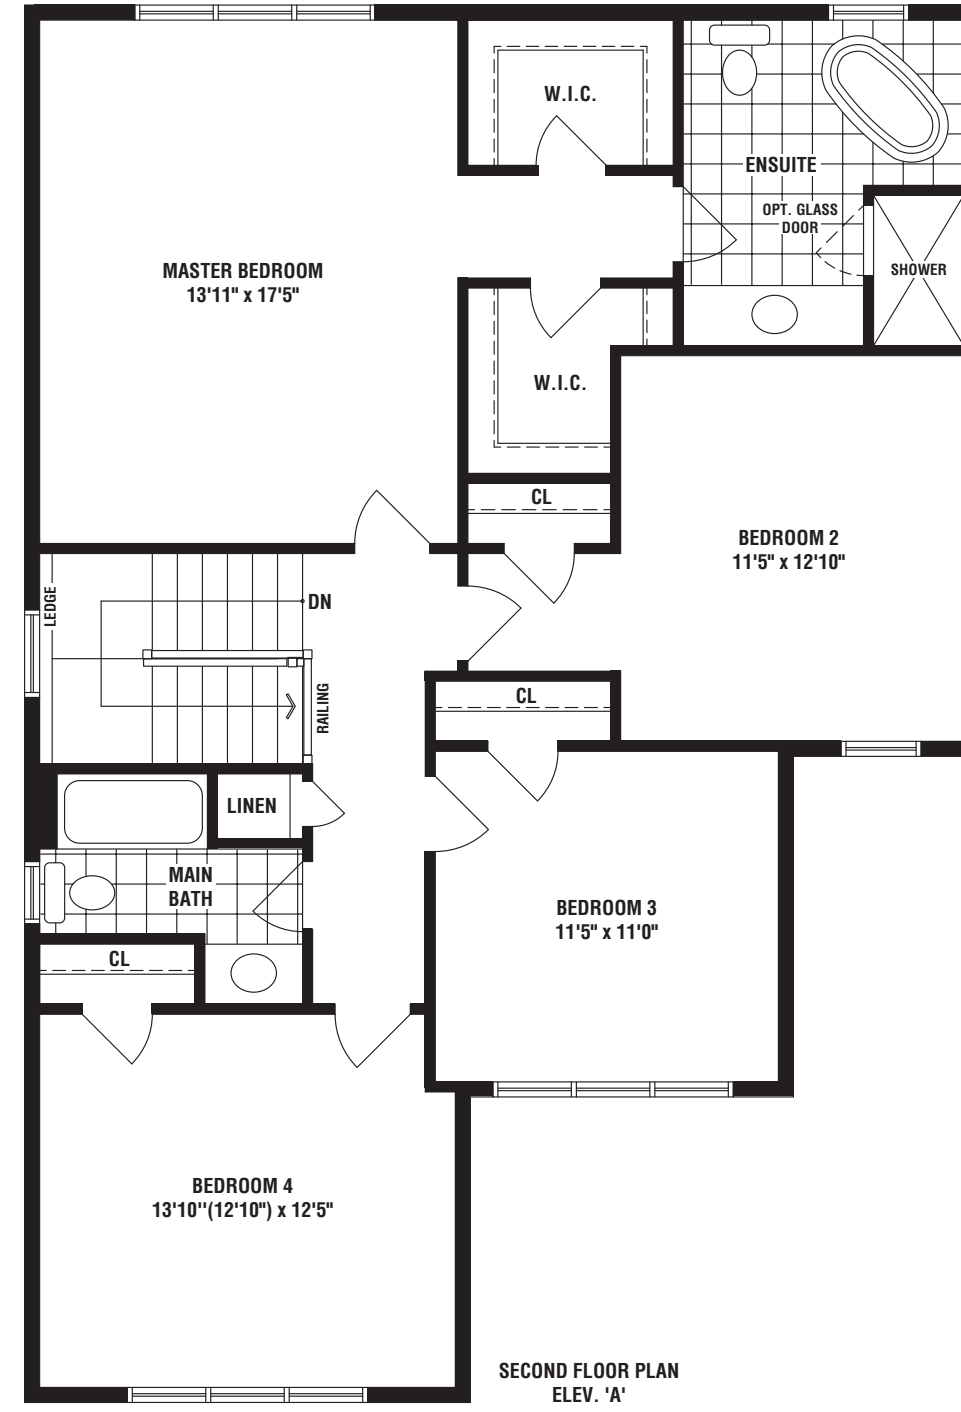 W.I.C.
ENSUITE
OPT. GLASS
DOOR
SHOWER
MASTER BEDROOM
13'11" x 17'5"
W.I.C.
CL
BEDROOM 2
11'5" x 12'10"
LEDGE
DN
RAILING
CL
LINEN
MAIN
BATH
BEDROOM 3
11'5" x 11'0"
CL
BEDROOM 4
13'10''(12'10") x 12'5"
SECOND FLOOR PLAN
ELEV. 'A'